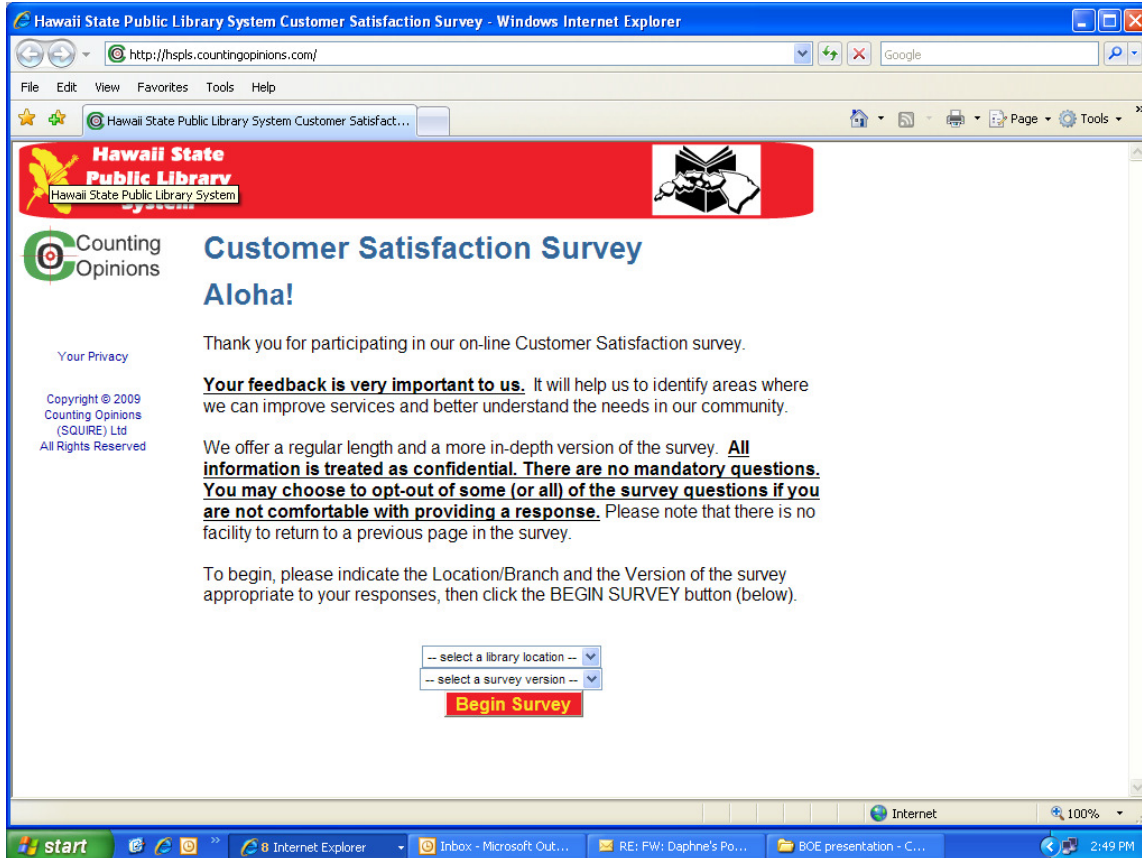 Hawaii State Public Library System Customer Satisfaction Survey - Windows Internet Explorer
http://hspls.countingopinions.com/
Google
File Edit View Favorites Tools Help
Hawaii State Public Library System Customer Satisfact...
Page Tools
Hawaii State
Public Library
System
Hawaii State Public Library System
Counting
Opinions
Your Privacy
Copyright © 2009
Counting Opinions
(SQUIRE) Ltd
All Rights Reserved
Customer Satisfaction Survey
Aloha!
Thank you for participating in our on-line Customer Satisfaction survey.
Your feedback is very important to us. It will help us to identify areas where
we can improve services and better understand the needs in our community.
We offer a regular length and a more in-depth version of the survey. All
information is treated as confidential. There are no mandatory questions.
You may choose to opt-out of some (or all) of the survey questions if you
are not comfortable with providing a response. Please note that there is no
facility to return to a previous page in the survey.
To begin, please indicate the Location/Branch and the Version of the survey
appropriate to your responses, then click the BEGIN SURVEY button (below).
-- select a library location --
-- select a survey version --
Begin Survey
Internet 100%
start 8 Internet Explorer Inbox - Microsoft Out... RE: FW: Daphne's Po... BOE presentation - C... 2:49 PM